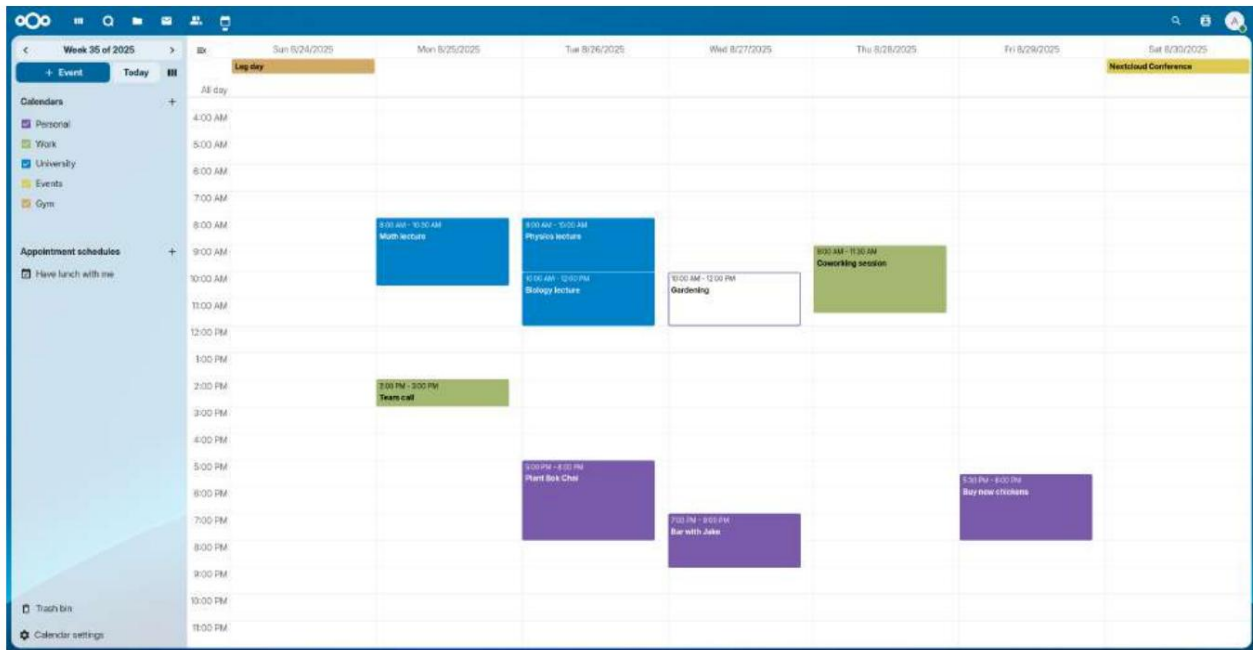 Week 35 of 2025
+ Event
Today
Calendars
Personal
Work
University
Events
Gym
Appointment schedules
Have lunch with me
Trash bin
Calendar settings
Sun 8/24/2025
Mon 8/25/2025
Tue 8/26/2025
Wed 8/27/2025
Thu 8/28/2025
Fri 8/29/2025
Sat 8/30/2025
Leg day
Nextcloud Conference
All day
4:00 AM
5:00 AM
6:00 AM
7:00 AM
8:00 AM
8:00 AM - 10:30 AM
Math lecture
8:00 AM - 10:00 AM
Physics lecture
9:00 AM
9:00 AM - 11:30 AM
Coworking session
10:00 AM
10:00 AM - 12:00 PM
Biology lecture
10:00 AM - 12:00 PM
Gardening
11:00 AM
12:00 PM
1:00 PM
2:00 PM
2:00 PM - 3:00 PM
Team call
3:00 PM
4:00 PM
5:00 PM
5:00 PM - 8:00 PM
Plant Bok Choi
5:30 PM - 8:00 PM
Buy new chickens
6:00 PM
7:00 PM
7:00 PM - 9:00 PM
Bar with Jake
8:00 PM
9:00 PM
10:00 PM
11:00 PM
A